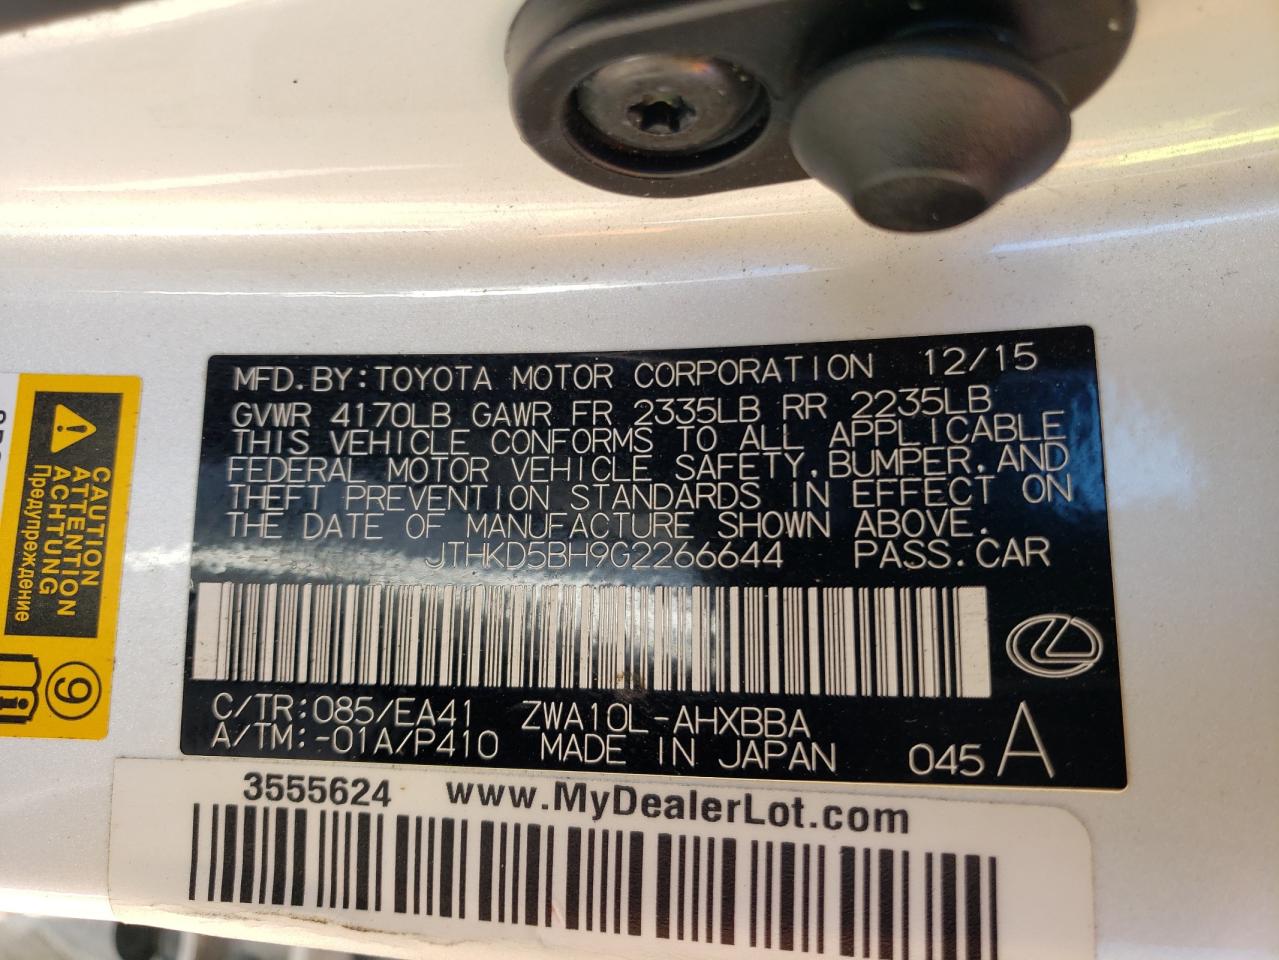 MFD.BY:TOYOTA MOTOR CORPORATION 12/15
GVWR 4170LB GAWR FR 2335LB RR 2235LB
THIS VEHICLE CONFORMS TO ALL APPLICABLE
FEDERAL MOTOR VEHICLE SAFETY,BUMPER,AND
THEFT PREVENTION STANDARDS IN EFFECT ON
THE DATE OF MANUFACTURE SHOWN ABOVE.
JTHKD5BH9G2266644 PASS.CAR
C/TR:085/EA41 ZWA10L-AHXBBA
A/TM:-01A/P410 MADE IN JAPAN 045 A
3555624 www.MyDealerLot.com
CAUTION
ATTENTION
ACHTUNG
Предупреждение
9